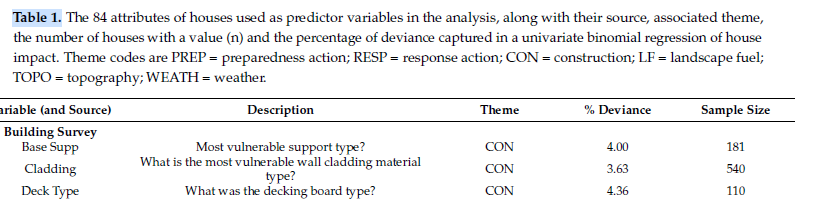 Table 1. The 84 attributes of houses used as predictor variables in the analysis, along with their source, associated theme,
the number of houses with a value (n) and the percentage of deviance captured in a univariate binomial regression of house
impact. Theme codes are PREP = preparedness action; RESP = response action; CON = construction; LF = landscape fuel;
TOPO = topography; WEATH = weather.
ariable (and Source) Description Theme % Deviance Sample Size
Building Survey
Base Supp Most vulnerable support type? CON 4.00 181
Cladding What is the most vulnerable wall cladding material type? CON 3.63 540
Deck Type What was the decking board type? CON 4.36 110